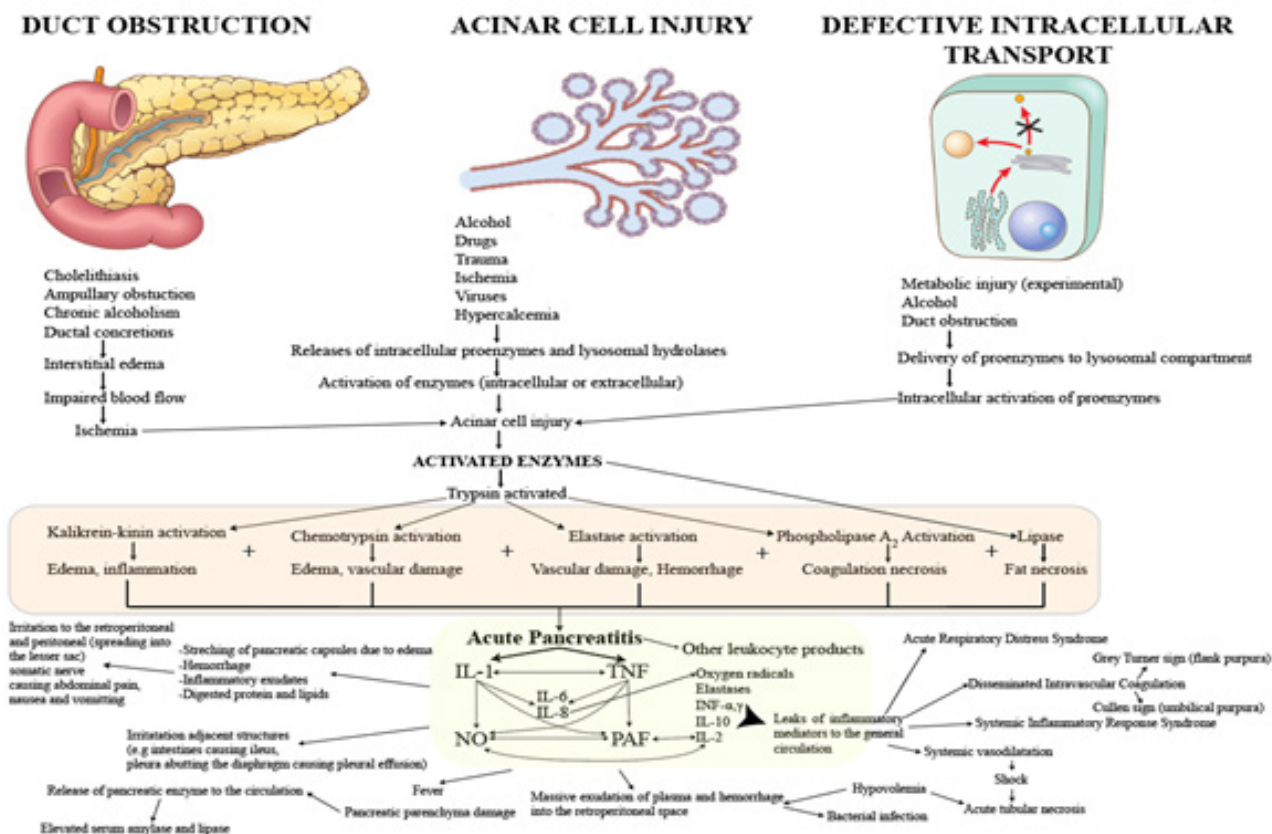 DUCT OBSTRUCTION
ACINAR CELL INJURY
DEFECTIVE INTRACELLULAR
TRANSPORT
Cholelithiasis
Ampullary obstuction
Chronic alcoholism
Ductal concretions
Interstitial edema
Impaired blood flow
Ischemia
Alcohol
Drugs
Trauma
Ischemia
Viruses
Hypercalcemia
Releases of intracellular proenzymes and lysosomal hydrolases
Activation of enzymes (intracellular or extracellular)
Acinar cell injury
Metabolic injury (experimental)
Alcohol
Duct obstruction
Delivery of proenzymes to lysosomal compartment
Intracellular activation of proenzymes
ACTIVATED ENZYMES
Trypsin activated
Kalikrein-kinin activation
Edema, inflammation
+
Chemotrypsin activation
Edema, vascular damage
+
Elastase activation
Vascular damage, Hemorrhage
+
Phospholipase A2 Activation
Coagulation necrosis
+
Lipase
Fat necrosis
Irritation to the retroperitoneal
and peritoneal (spreading into
the lesser sac)
somatic nerve
causing abdominal pain,
nausea and vomitting
-Streching of pancreatic capsules due to edema
-Hemorrhage
-Inflammatory exudates
-Digested protein and lipids
Acute Pancreatitis
IL-1
TNF
IL-6
IL-8
NO
PAF
Other leukocyte products
Oxygen radicals
Elastases
INF-α,γ
IL-10
IL-2
Leaks of inflammatory
mediators to the general
circulation
Acute Respiratory Distress Syndrome
Grey Turner sign (flank purpura)
Disseminated Intravascular Coagulation
Cullen sign (umbilical purpura)
Systemic Inflammatory Response Syndrome
Systemic vasodilatation
Shock
Acute tubular necrosis
Hypovolemia
Bacterial infection
Irritatation adjacent structures
(e.g intestines causing ileus,
pleura abutting the diaphragm causing pleural effusion)
Fever
Massive exudation of plasma and hemorrhage
into the retroperitoneal space
Release of pancreatic enzyme to the circulation
Pancreatic parenchyma damage
Elevated serum amylase and lipase